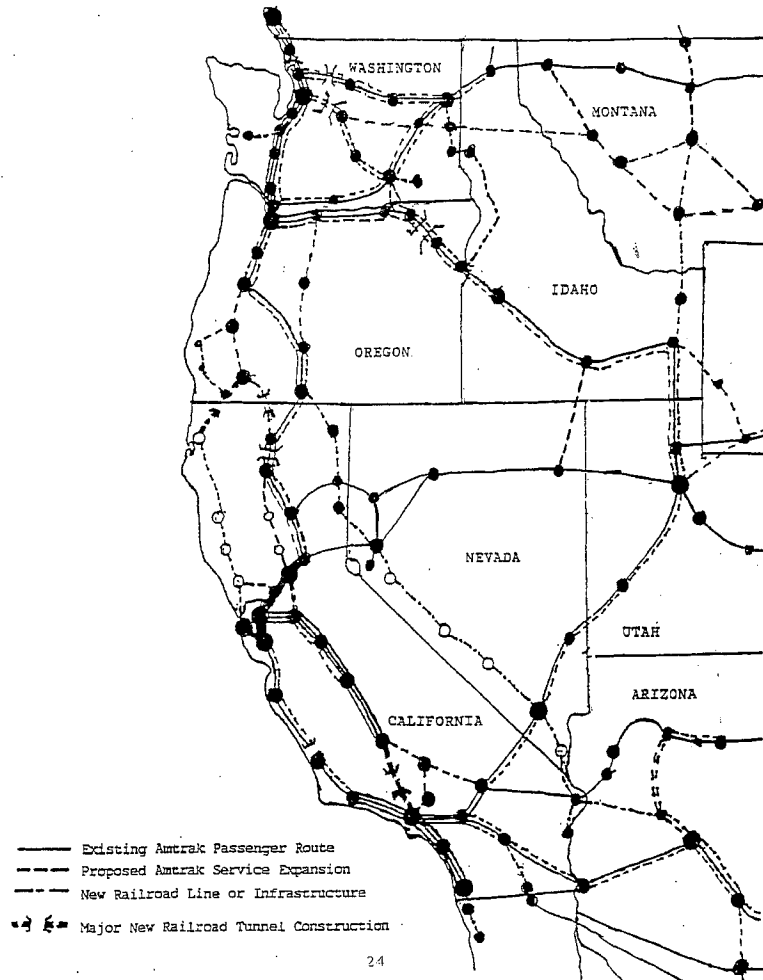 WASHINGTON
MONTANA
IDAHO
OREGON
NEVADA
UTAH
ARIZONA
CALIFORNIA
Existing Amtrak Passenger Route
Proposed Amtrak Service Expansion
New Railroad Line or Infrastructure
Major New Railroad Tunnel Construction
24